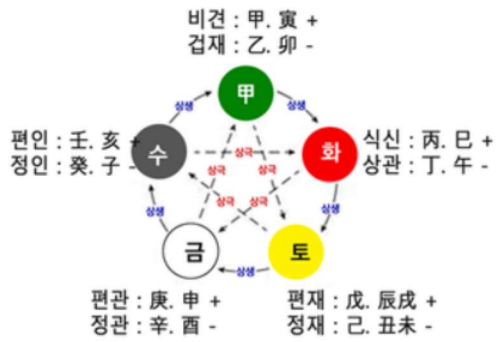 비견 : 甲. 寅 +
겁재 : 乙. 卯 -
甲
상생
상생
편인 : 壬. 亥 +
정인 : 癸. 子 -
수
상극
화
식신 : 丙. 巳 +
상관 : 丁. 午 -
상극
상극
상극
상극
상생
상생
금
토
상생
편관 : 庚. 申 +
정관 : 辛. 酉 -
편재 : 戊. 辰戌 +
정재 : 己. 丑未 -